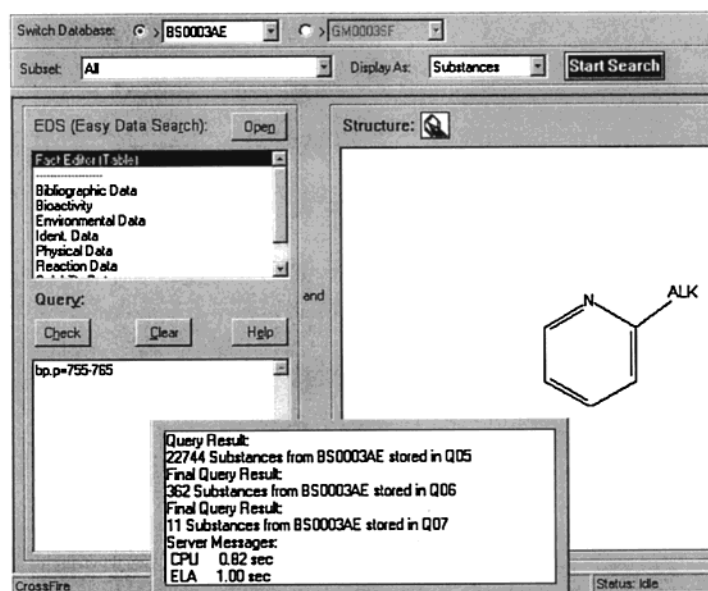 Switch Database: > BS0003AE > GM0003SF
Subset: All Display As: Substances Start Search
EDS (Easy Data Search): Open
Fact Editor (Table)
-------------------
Bibliographic Data
Bioactivity
Environmental Data
Ident. Data
Physical Data
Reaction Data
Query:
Check Clear Help
bp.p=755-765
and
Structure:
N
ALK
Query Result:
22744 Substances from BS0003AE stored in Q05
Final Query Result:
362 Substances from BS0003AE stored in Q06
Final Query Result:
11 Substances from BS0003AE stored in Q07
Server Messages:
CPU 0.82 sec
ELA 1.00 sec
CrossFire
Status: Idle